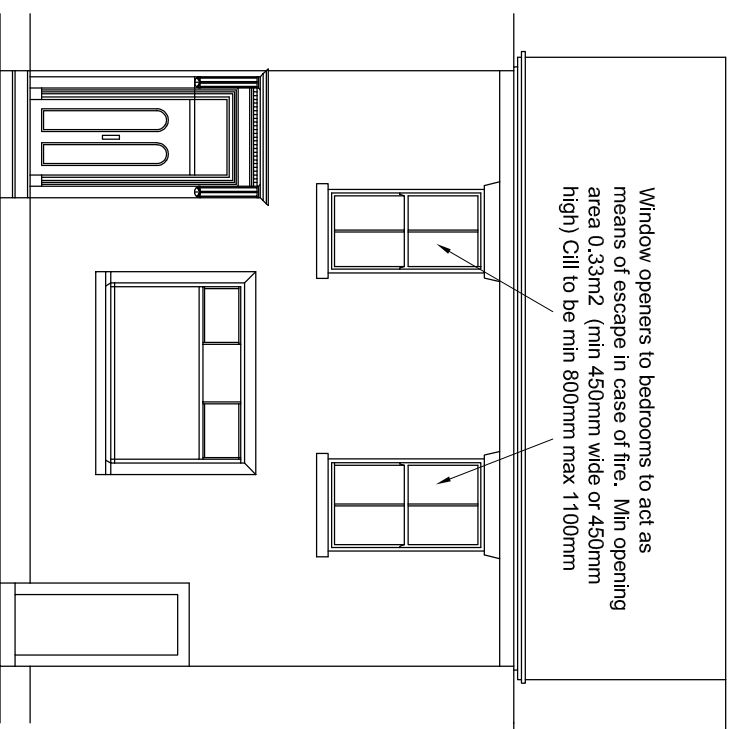 Window openers to bedrooms to act as
means of escape in case of fire. Min opening
area 0.33m2 (min 450mm wide or 450mm
high) Cill to be min 800mm max 1100mm